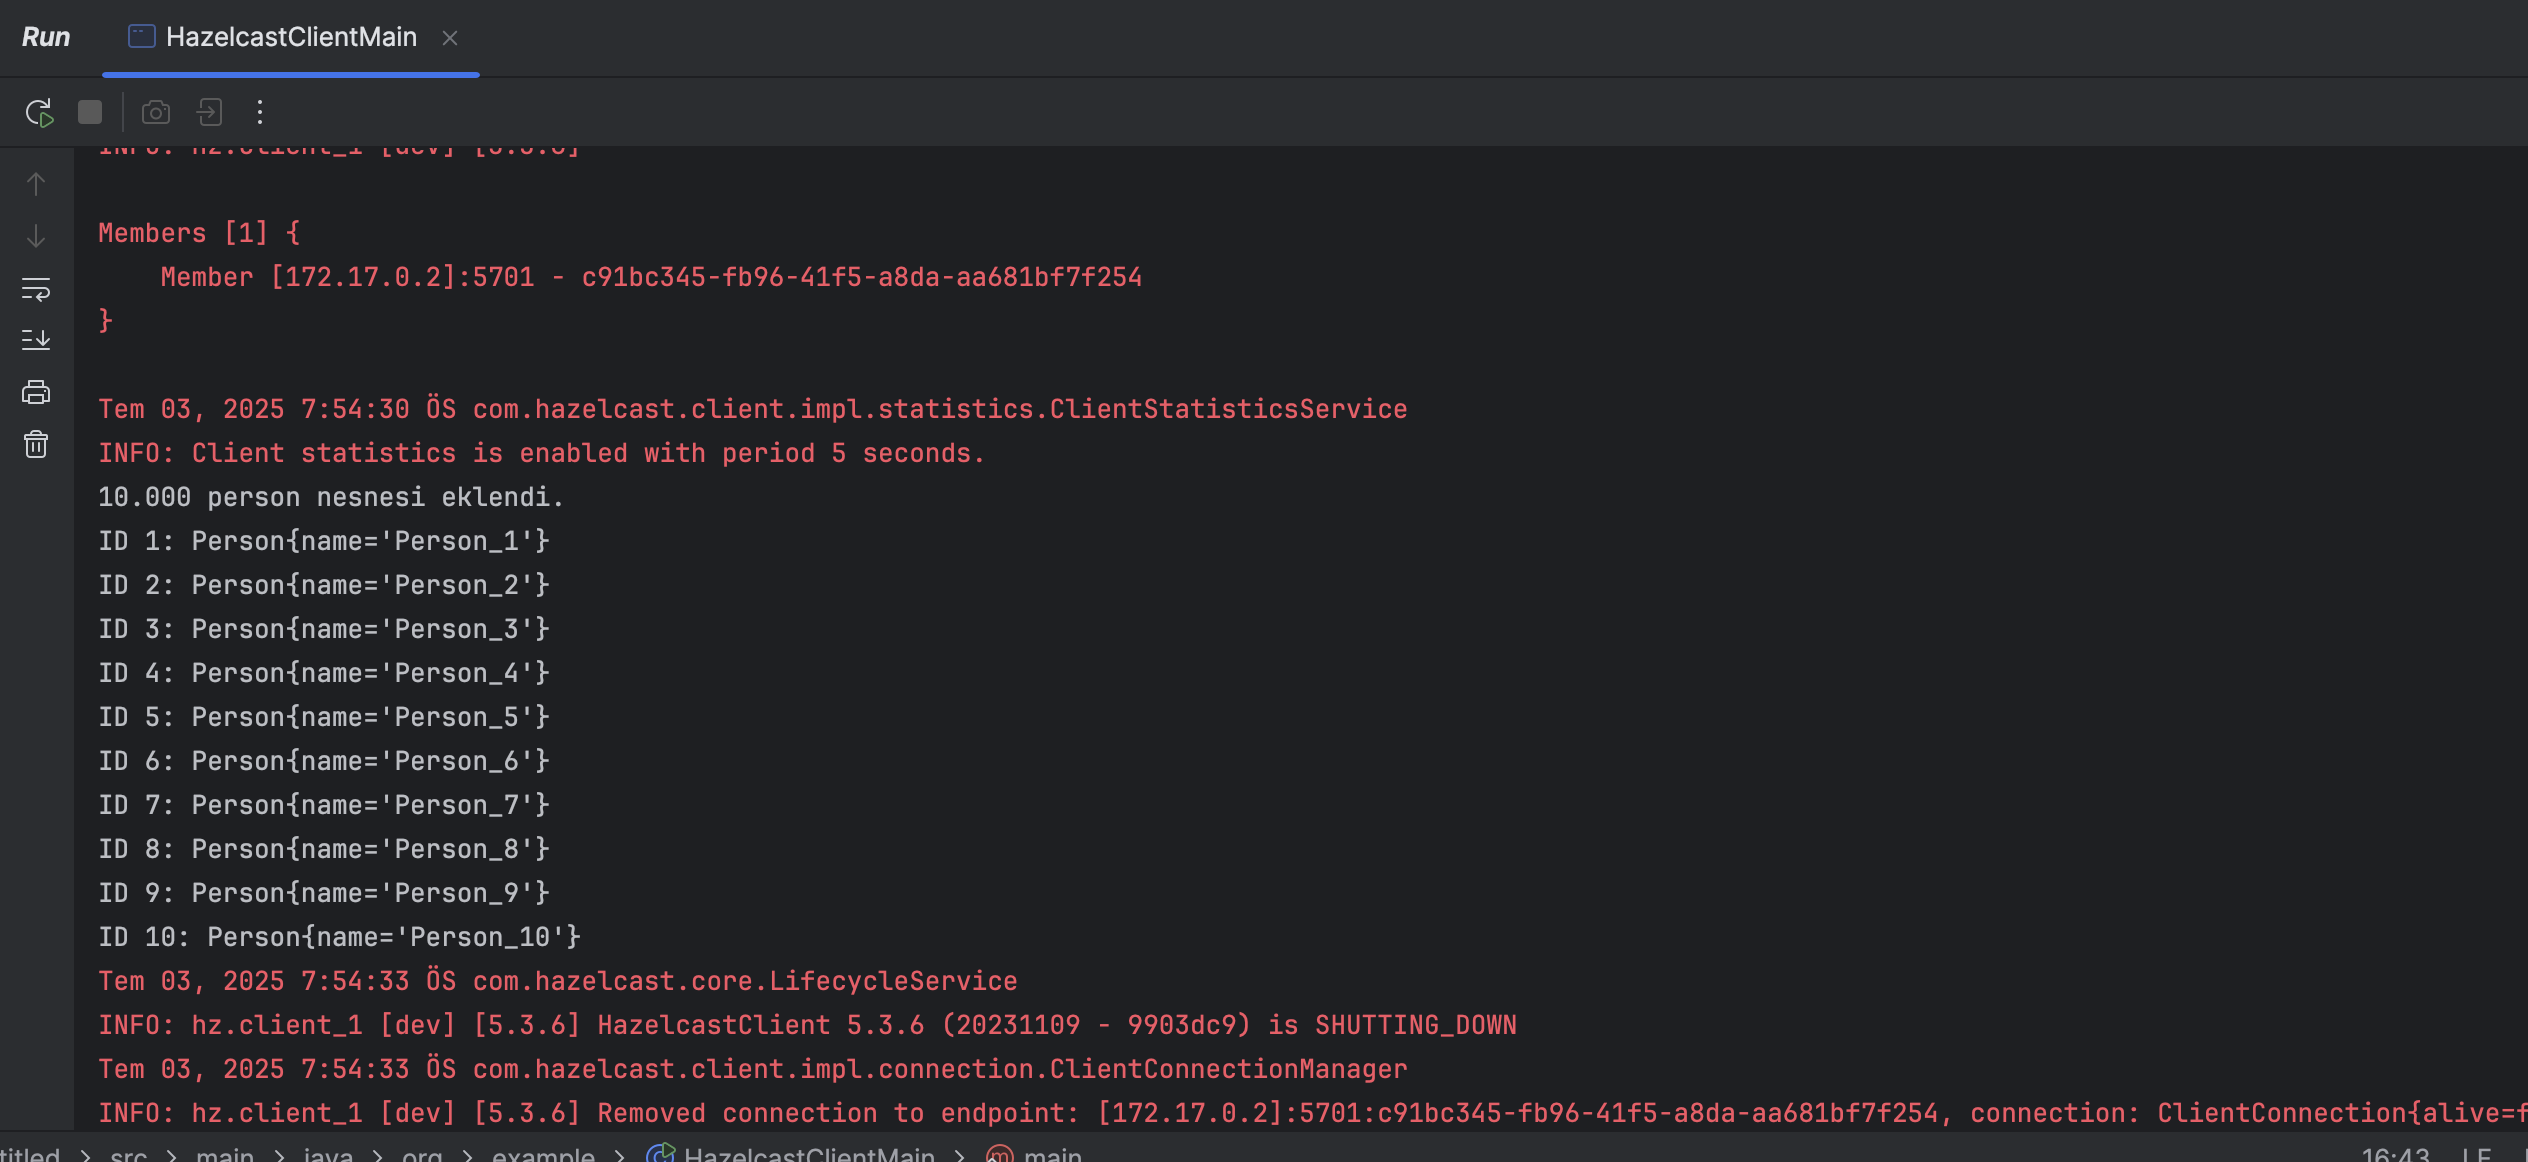 Run HazelcastClientMain
INFO: hz.client_1 [dev] [5.3.6]
Members [1] {
Member [172.17.0.2]:5701 - c91bc345-fb96-41f5-a8da-aa681bf7f254
}
Tem 03, 2025 7:54:30 ÖS com.hazelcast.client.impl.statistics.ClientStatisticsService
INFO: Client statistics is enabled with period 5 seconds.
10.000 person nesnesi eklendi.
ID 1: Person{name='Person_1'}
ID 2: Person{name='Person_2'}
ID 3: Person{name='Person_3'}
ID 4: Person{name='Person_4'}
ID 5: Person{name='Person_5'}
ID 6: Person{name='Person_6'}
ID 7: Person{name='Person_7'}
ID 8: Person{name='Person_8'}
ID 9: Person{name='Person_9'}
ID 10: Person{name='Person_10'}
Tem 03, 2025 7:54:33 ÖS com.hazelcast.core.LifecycleService
INFO: hz.client_1 [dev] [5.3.6] HazelcastClient 5.3.6 (20231109 - 9903dc9) is SHUTTING_DOWN
Tem 03, 2025 7:54:33 ÖS com.hazelcast.client.impl.connection.ClientConnectionManager
INFO: hz.client_1 [dev] [5.3.6] Removed connection to endpoint: [172.17.0.2]:5701:c91bc345-fb96-41f5-a8da-aa681bf7f254, connection: ClientConnection{alive=f
titled > src > main > java > org > example > HazelcastClientMain > main 16:43 LF